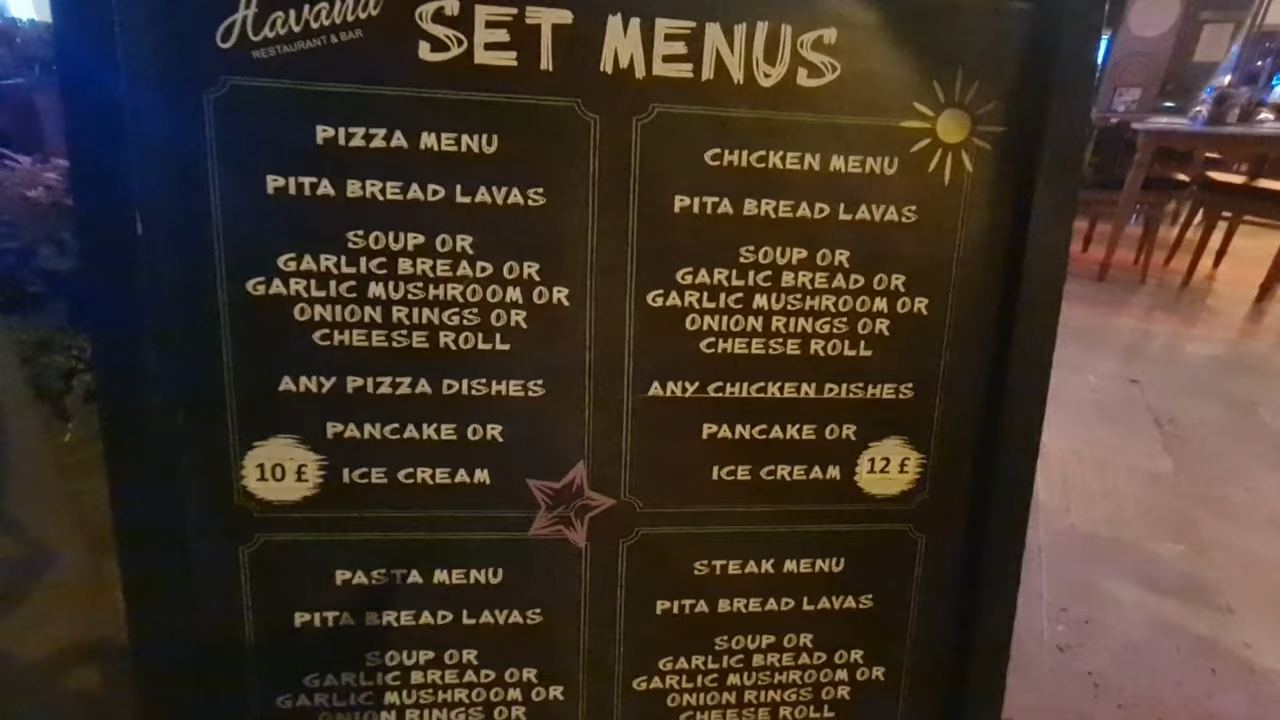 Havana
RESTAURANT & BAR
SET MENUS
PIZZA MENU
PITA BREAD LAVAS
SOUP OR
GARLIC BREAD OR
GARLIC MUSHROOM OR
ONION RINGS OR
CHEESE ROLL
ANY PIZZA DISHES
PANCAKE OR
ICE CREAM
10 £
CHICKEN MENU
PITA BREAD LAVAS
SOUP OR
GARLIC BREAD OR
GARLIC MUSHROOM OR
ONION RINGS OR
CHEESE ROLL
ANY CHICKEN DISHES
PANCAKE OR
ICE CREAM
12 £
PASTA MENU
PITA BREAD LAVAS
SOUP OR
GARLIC BREAD OR
GARLIC MUSHROOM OR
ONION RINGS OR
STEAK MENU
PITA BREAD LAVAS
SOUP OR
GARLIC BREAD OR
GARLIC MUSHROOM OR
ONION RINGS OR
CHEESE ROLL